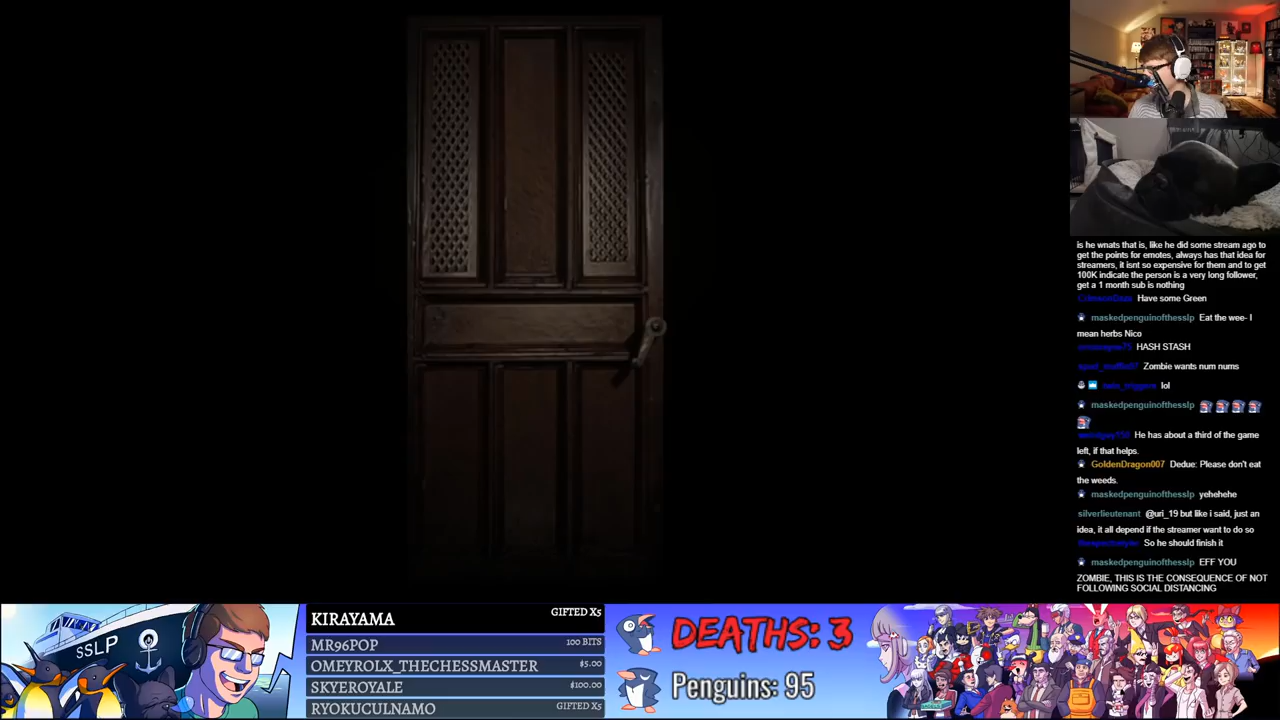 is he wnats that is, like he did some stream ago to
get the points for emotes, always has that idea for
streamers, it isnt so expensive for them and to get
100K indicate the person is a very long follower,
get a 1 month sub is nothing
Have some Green
maskedpenguinofthesslp Eat the wee- I
mean herbs Nico
HASH STASH
Zombie wants num nums
lol
maskedpenguinofthesslp
He has about a third of the game
left, if that helps.
GoldenDragon007 Dedue: Please don't eat
the weeds.
maskedpenguinofthesslp yehehehe
silverlieutenant @uri_19 but like i said, just an
idea, it all depend if the streamer want to do so
So he should finish it
maskedpenguinofthesslp EFF YOU
ZOMBIE, THIS IS THE CONSEQUENCE OF NOT
FOLLOWING SOCIAL DISTANCING
SSLP
KIRAYAMA GIFTED X5
MR96POP 100 BITS
OMEYROLX_THECHESSMASTER $5.00
SKYEROYALE $100.00
RYOKUCULNAMO GIFTED X5
DEATHS: 3
Penguins: 95